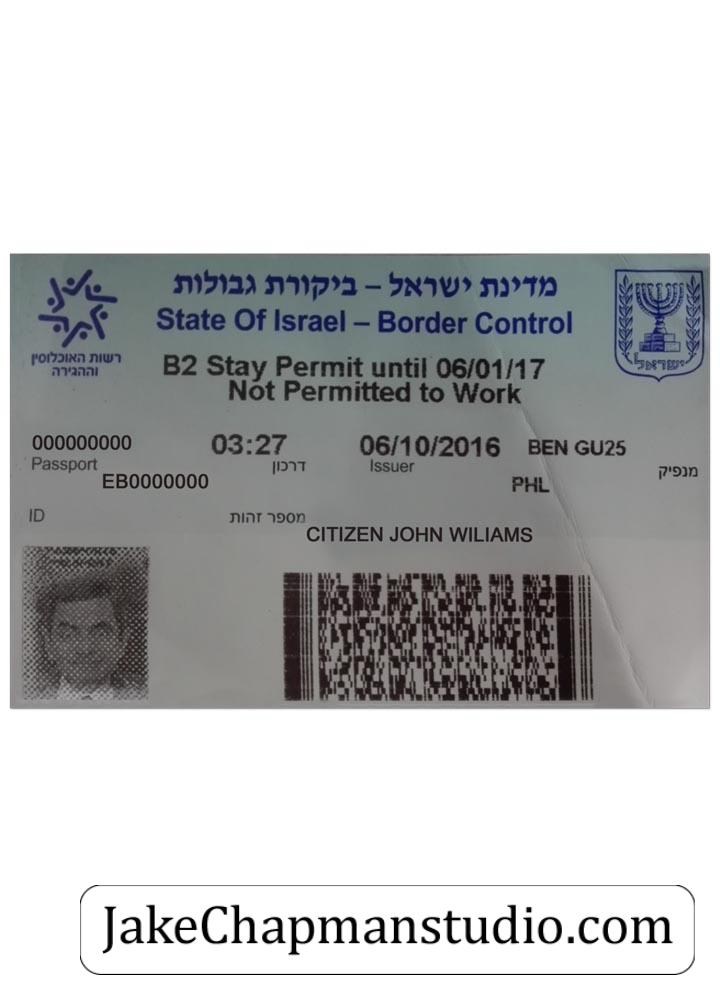 מדינת ישראל – ביקורת גבולות
State Of Israel – Border Control
רשות האוכלוסין
וההגירה
ישראל
B2 Stay Permit until 06/01/17
Not Permitted to Work
000000000 03:27 06/10/2016 BEN GU25
Passport דרכון Issuer מנפיק
EB0000000 PHL
ID מספר זהות
CITIZEN JOHN WILIAMS
JakeChapmanstudio.com